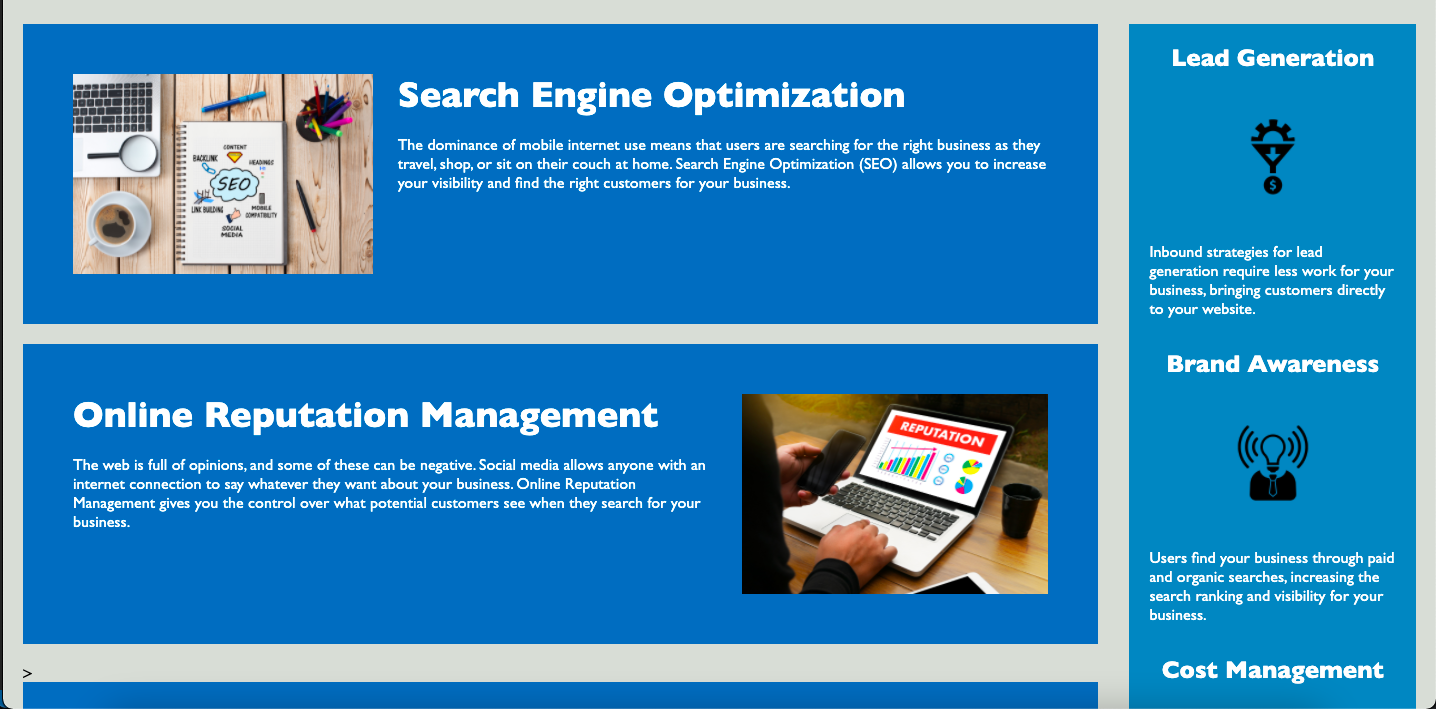 Search Engine Optimization
The dominance of mobile internet use means that users are searching for the right business as they
travel, shop, or sit on their couch at home. Search Engine Optimization (SEO) allows you to increase
your visibility and find the right customers for your business.
CONTENT
BACKLINK
HEADINGS
SEO
LINK BUILDING
MOBILE
COMPATIBILITY
SOCIAL
MEDIA
Online Reputation Management
The web is full of opinions, and some of these can be negative. Social media allows anyone with an
internet connection to say whatever they want about your business. Online Reputation
Management gives you the control over what potential customers see when they search for your
business.
REPUTATION
>
Lead Generation
$
Inbound strategies for lead
generation require less work for your
business, bringing customers directly
to your website.
Brand Awareness
Users find your business through paid
and organic searches, increasing the
search ranking and visibility for your
business.
Cost Management